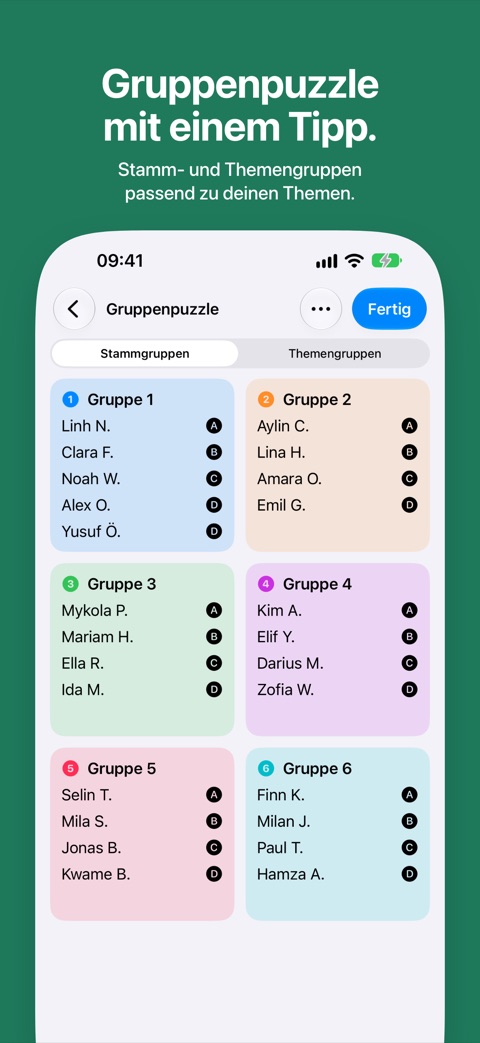 Gruppenpuzzle
mit einem Tipp.
Stamm- und Themengruppen
passend zu deinen Themen.
09:41
Gruppenpuzzle
Fertig
Stammgruppen
Themengruppen
1 Gruppe 1
Linh N. A
Clara F. B
Noah W. C
Alex O. D
Yusuf Ö. D
2 Gruppe 2
Aylin C. A
Lina H. B
Amara O. C
Emil G. D
3 Gruppe 3
Mykola P. A
Mariam H. B
Ella R. C
Ida M. D
4 Gruppe 4
Kim A. A
Elif Y. B
Darius M. C
Zofia W. D
5 Gruppe 5
Selin T. A
Mila S. B
Jonas B. C
Kwame B. D
6 Gruppe 6
Finn K. A
Milan J. B
Paul T. C
Hamza A. D